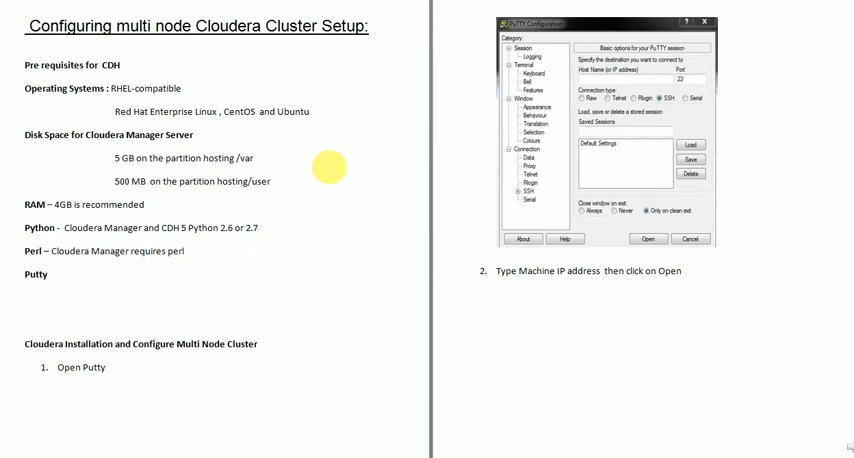 Configuring multi node Cloudera Cluster Setup:
Pre requisites for CDH
Operating Systems : RHEL-compatible
Red Hat Enterprise Linux , CentOS and Ubuntu
Disk Space for Cloudera Manager Server
5 GB on the partition hosting /var
500 MB on the partition hosting/user
RAM – 4GB is recommended
Python - Cloudera Manager and CDH 5 Python 2.6 or 2.7
Perl – Cloudera Manager requires perl
Putty
Cloudera Installation and Configure Multi Node Cluster
1. Open Putty
PuTTY Configuration
Category:
Session
Logging
Terminal
Keyboard
Bell
Features
Window
Appearance
Behaviour
Translation
Selection
Colours
Connection
Data
Proxy
Telnet
Rlogin
SSH
Serial
Basic options for your PuTTY session
Specify the destination you want to connect to
Host Name (or IP address) Port
22
Connection type:
Raw Telnet Rlogin SSH Serial
Load, save or delete a stored session
Saved Sessions
Default Settings
Load
Save
Delete
Close window on exit:
Always Never Only on clean exit
About Help Open Cancel
2. Type Machine IP address then click on Open